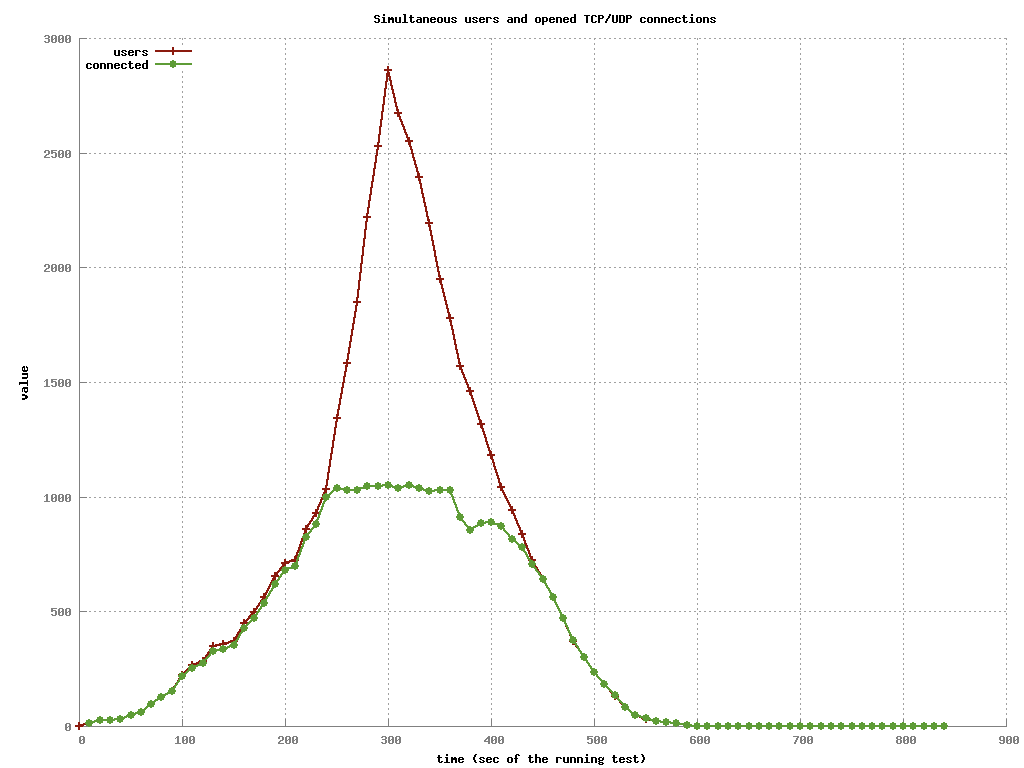 Simultaneous users and opened TCP/UDP connections
3000
users
connected
2500
2000
1500
value
1000
500
0
0 100 200 300 400 500 600 700 800 900
time (sec of the running test)